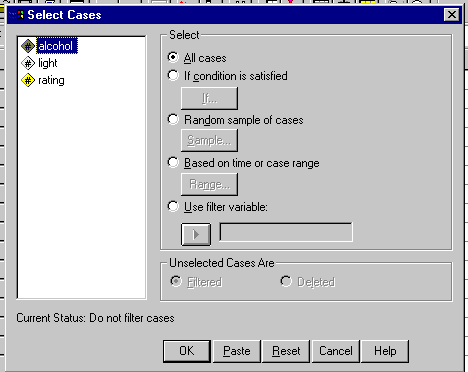 Select Cases
alcohol
light
rating
Select
All cases
If condition is satisfied
If...
Random sample of cases
Sample...
Based on time or case range
Range...
Use filter variable:
Unselected Cases Are
Filtered Deleted
Current Status: Do not filter cases
OK Paste Reset Cancel Help